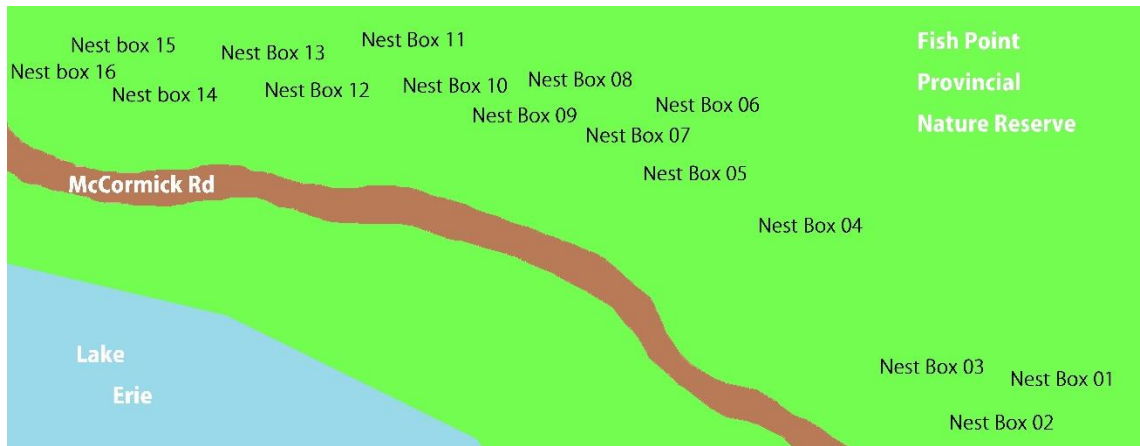 Nest Box 11
Fish Point
Nest box 15
Nest Box 13
Nest box 16
Nest Box 08
Provincial
Nest Box 10
Nest Box 12
Nest box 14
Nest Box 06
Nest Box 09
Nature Reserve
Nest Box 07
Nest Box 05
McCormick Rd
Nest Box 04
Lake
Erie
Nest Box 03
Nest Box 01
Nest Box 02